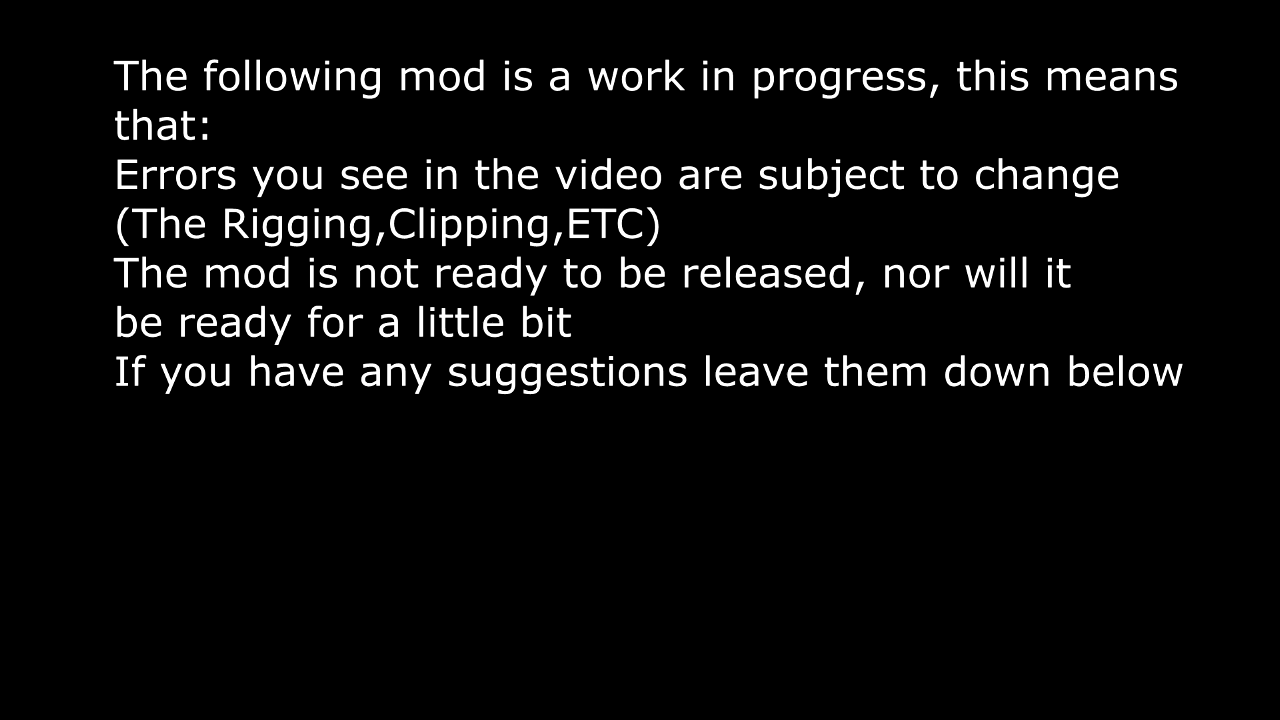 The following mod is a work in progress, this means
that:
Errors you see in the video are subject to change
(The Rigging,Clipping,ETC)
The mod is not ready to be released, nor will it
be ready for a little bit
If you have any suggestions leave them down below